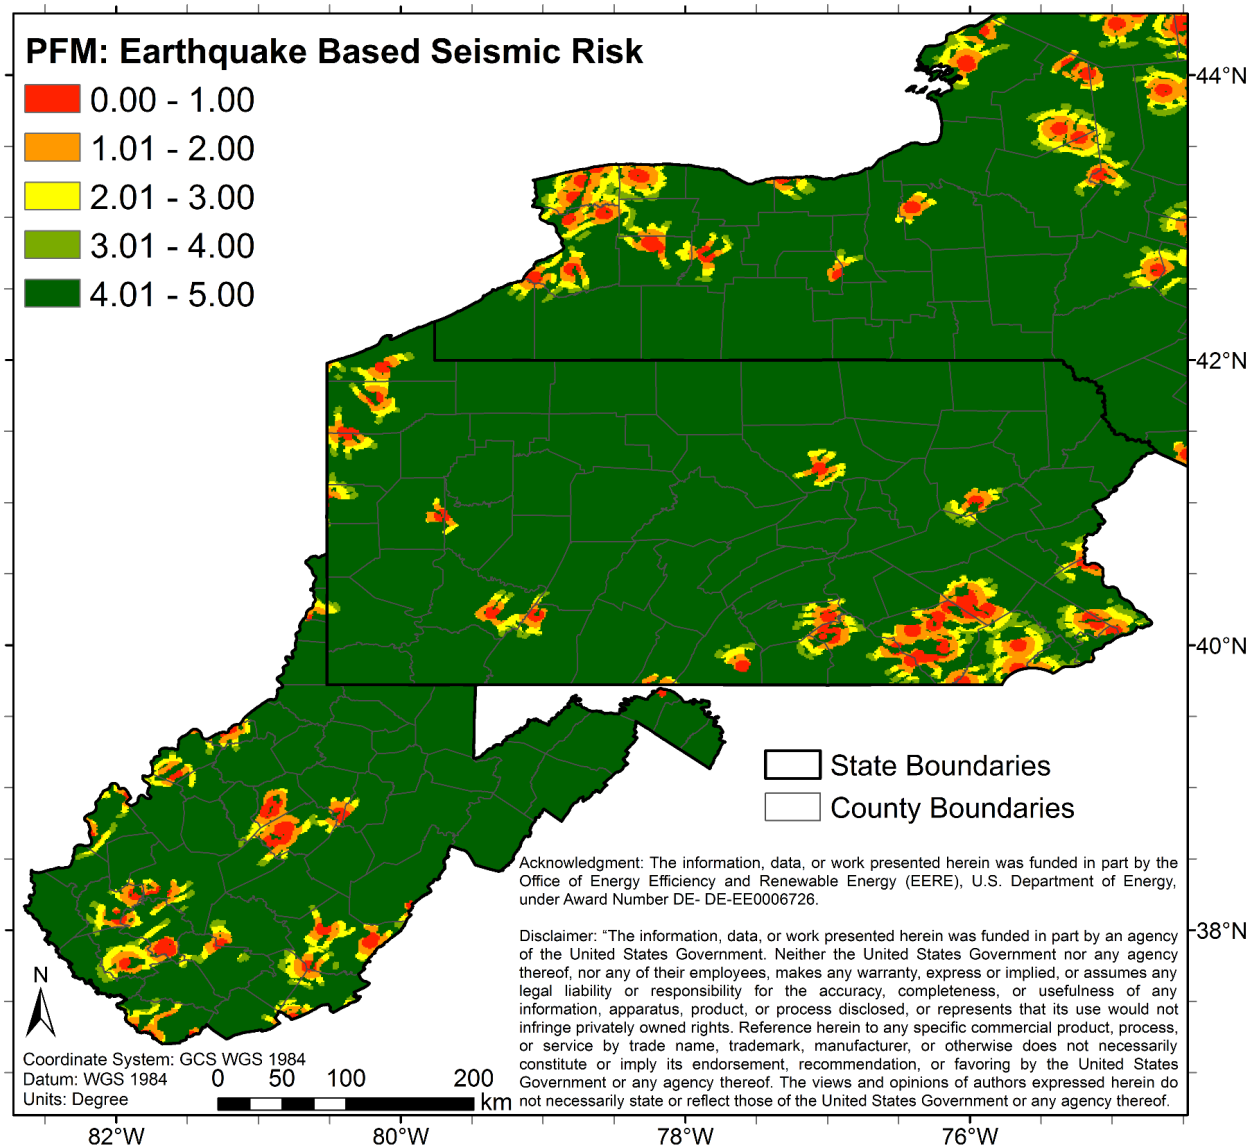 PFM: Earthquake Based Seismic Risk
0.00 - 1.00
1.01 - 2.00
2.01 - 3.00
3.01 - 4.00
4.01 - 5.00
44°N
42°N
40°N
38°N
State Boundaries
County Boundaries
Acknowledgment: The information, data, or work presented herein was funded in part by the
Office of Energy Efficiency and Renewable Energy (EERE), U.S. Department of Energy,
under Award Number DE- DE-EE0006726.
Disclaimer: “The information, data, or work presented herein was funded in part by an agency
of the United States Government. Neither the United States Government nor any agency
thereof, nor any of their employees, makes any warranty, express or implied, or assumes any
legal liability or responsibility for the accuracy, completeness, or usefulness of any
information, apparatus, product, or process disclosed, or represents that its use would not
infringe privately owned rights. Reference herein to any specific commercial product, process,
or service by trade name, trademark, manufacturer, or otherwise does not necessarily
constitute or imply its endorsement, recommendation, or favoring by the United States
Government or any agency thereof. The views and opinions of authors expressed herein do
not necessarily state or reflect those of the United States Government or any agency thereof.
N
Coordinate System: GCS WGS 1984
Datum: WGS 1984
Units: Degree
0 50 100 200
km
82°W 80°W 78°W 76°W